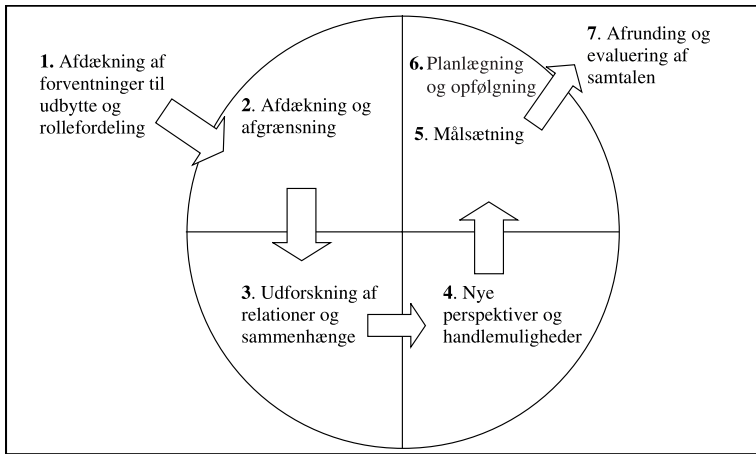 1. Afdækning af
forventninger til
udbytte og
rollefordeling
2. Afdækning og
afgrænsning
3. Udforskning af
relationer og
sammenhænge
4. Nye
perspektiver og
handlemuligheder
5. Målsætning
6. Planlægning
og opfølgning
7. Afrunding og
evaluering af
samtalen